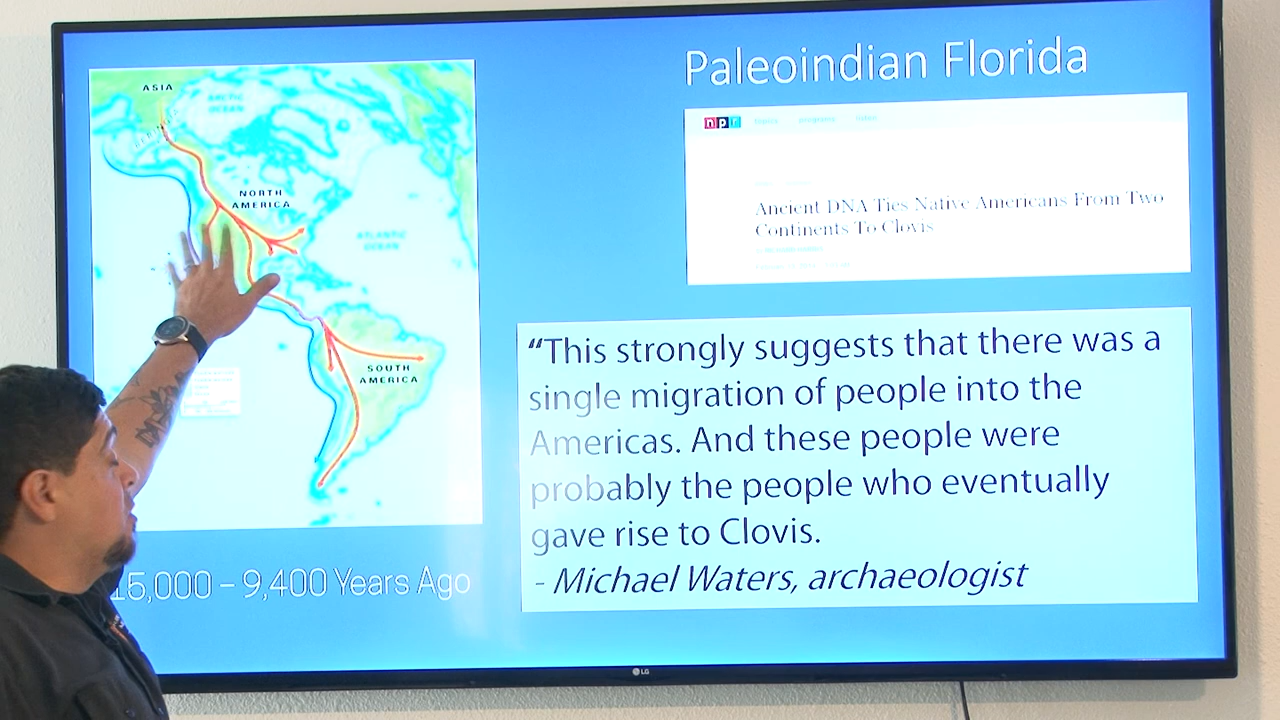 Paleoindian Florida
ASIA
ARCTIC
OCEAN
NORTH
AMERICA
ATLANTIC
OCEAN
SOUTH
AMERICA
npr
Ancient DNA Ties Native Americans From Two
Continents To Clovis
“This strongly suggests that there was a
single migration of people into the
Americas. And these people were
probably the people who eventually
gave rise to Clovis.
- Michael Waters, archaeologist
15,000 – 9,400 Years Ago
LG